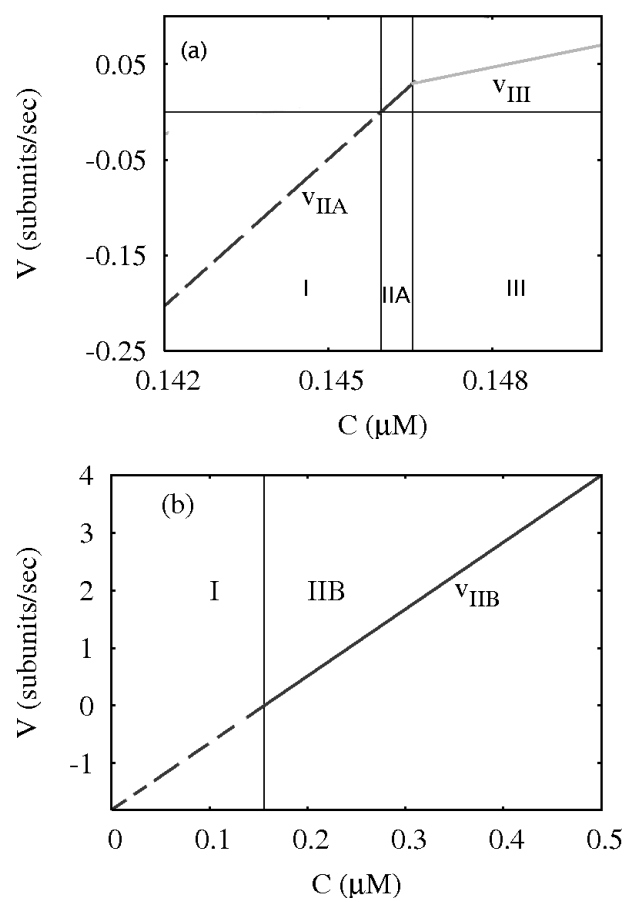 (a)
0.05
-0.05
-0.15
-0.25
V (subunits/sec)
v_III
v_IIA
I IIA III
0.142 0.145 0.148
C (μM)
(b)
4
3
2
1
0
-1
V (subunits/sec)
I IIB v_IIB
0 0.1 0.2 0.3 0.4 0.5
C (μM)